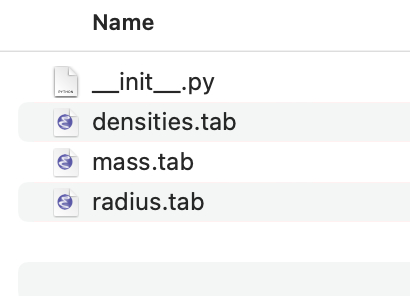 Name
__init__.py
densities.tab
mass.tab
radius.tab